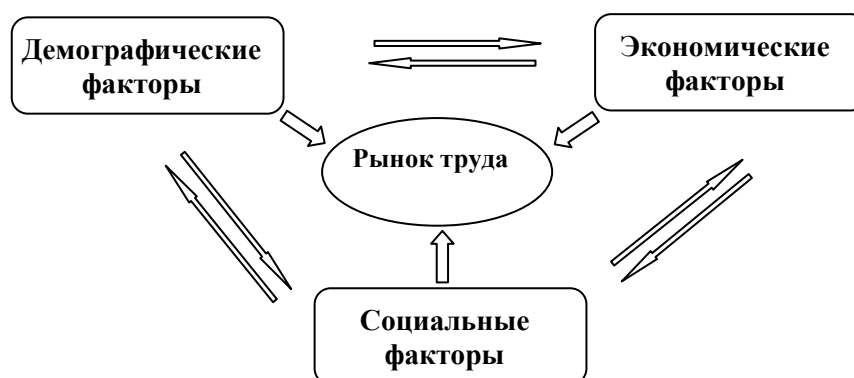 Демографические
факторы
Экономические
факторы
Рынок труда
Социальные
факторы